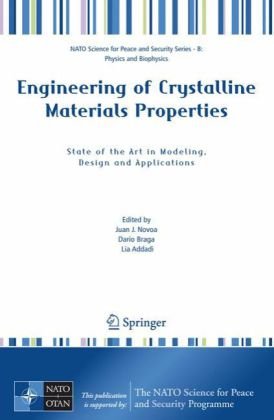 NATO Science for Peace and Security Series - B:
Physics and Biophysics
Engineering of Crystalline
Materials Properties
State of the Art in Modeling,
Design and Applications
Edited by
Juan J. Novoa
Dario Braga
Lia Addadi
Springer
NATO
OTAN
This publication
is supported by:
The NATO Science for Peace
and Security Programme